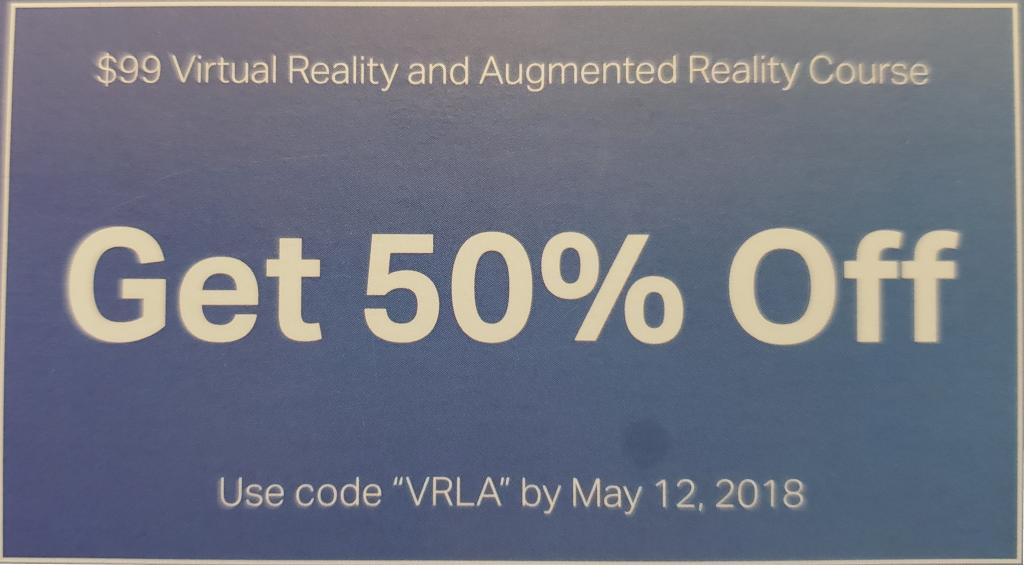 $99 Virtual Reality and Augmented Reality Course
Get 50% Off
Use code “VRLA” by May 12, 2018